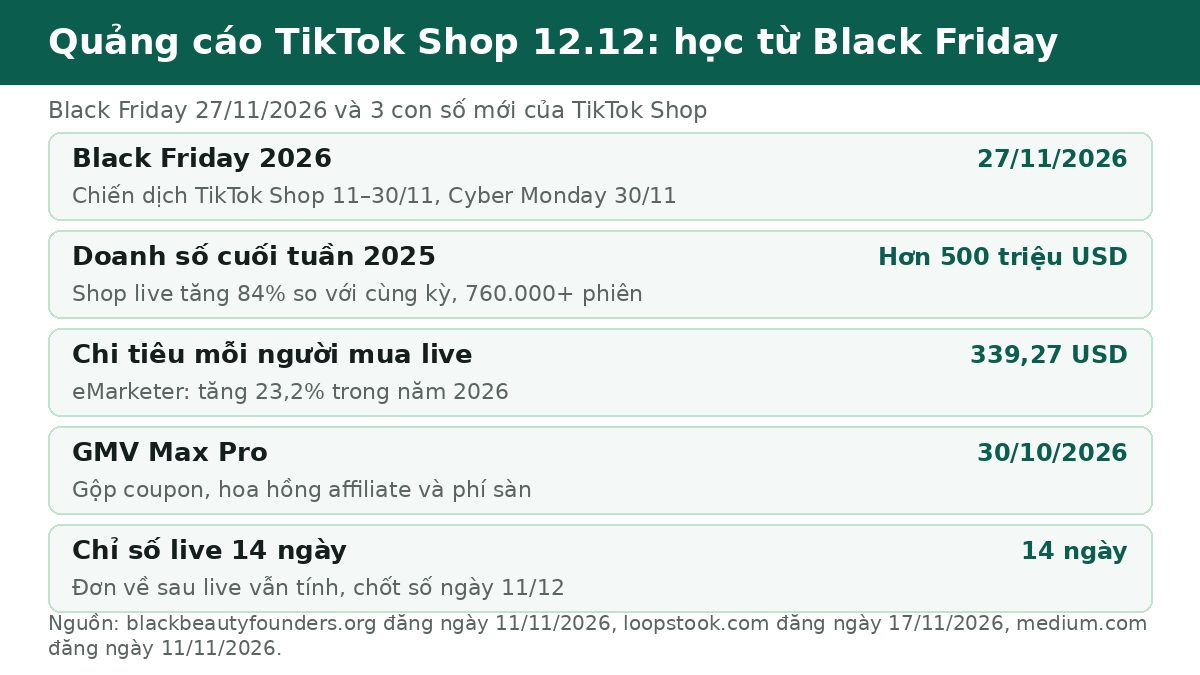 Quảng cáo TikTok Shop 12.12: học từ Black Friday
Black Friday 27/11/2026 và 3 con số mới của TikTok Shop
Black Friday 2026
27/11/2026
Chiến dịch TikTok Shop 11–30/11, Cyber Monday 30/11
Doanh số cuối tuần 2025
Hơn 500 triệu USD
Shop live tăng 84% so với cùng kỳ, 760.000+ phiên
Chi tiêu mỗi người mua live
339,27 USD
eMarketer: tăng 23,2% trong năm 2026
GMV Max Pro
30/10/2026
Gộp coupon, hoa hồng affiliate và phí sàn
Chỉ số live 14 ngày
14 ngày
Đơn về sau live vẫn tính, chốt số ngày 11/12
Nguồn: blackbeautyfounders.org đăng ngày 11/11/2026, loopstook.com đăng ngày 17/11/2026, medium.com
đăng ngày 11/11/2026.